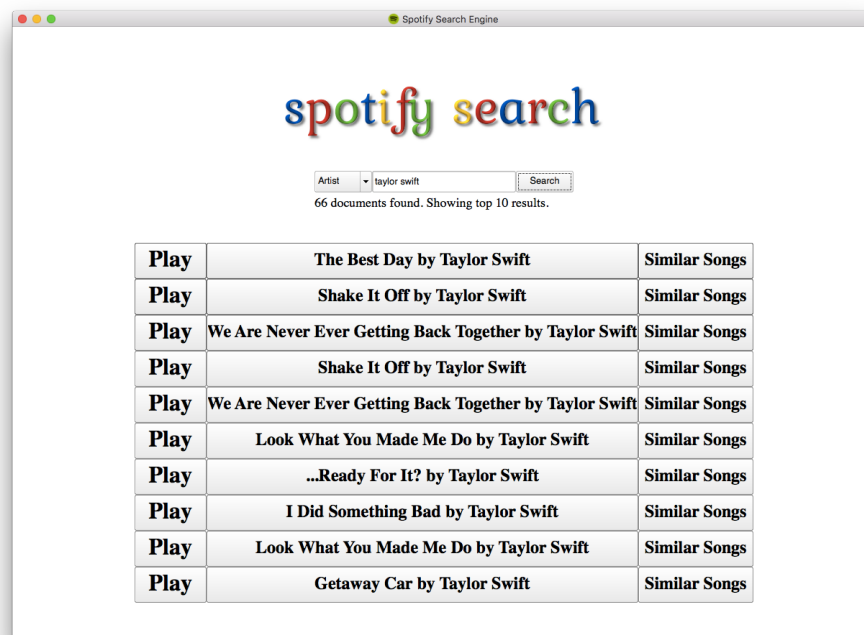 Spotify Search Engine
spotify search
Artist taylor swift Search
66 documents found. Showing top 10 results.
Play The Best Day by Taylor Swift Similar Songs
Play Shake It Off by Taylor Swift Similar Songs
Play We Are Never Ever Getting Back Together by Taylor Swift Similar Songs
Play Shake It Off by Taylor Swift Similar Songs
Play We Are Never Ever Getting Back Together by Taylor Swift Similar Songs
Play Look What You Made Me Do by Taylor Swift Similar Songs
Play ...Ready For It? by Taylor Swift Similar Songs
Play I Did Something Bad by Taylor Swift Similar Songs
Play Look What You Made Me Do by Taylor Swift Similar Songs
Play Getaway Car by Taylor Swift Similar Songs